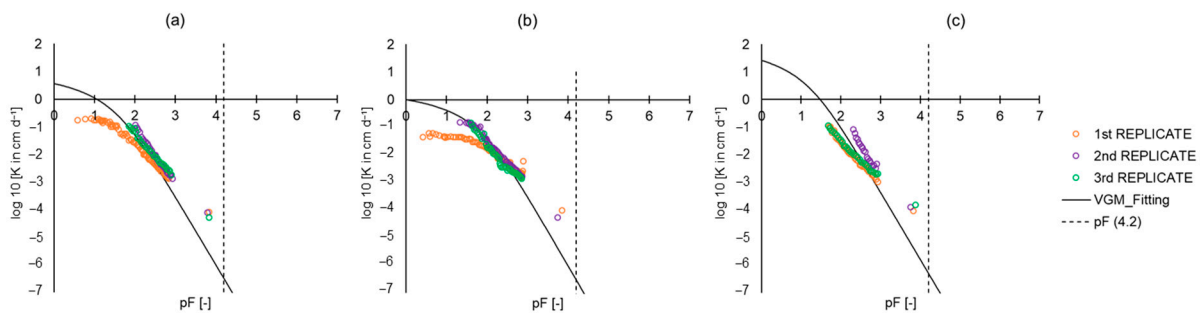 (a)
2
1
0
−1
−2
−3
−4
−5
−6
−7
0 1 2 3 4 5 6 7
log 10 [K in cm d⁻¹]
pF [-]
(b)
2
1
0
−1
−2
−3
−4
−5
−6
−7
0 1 2 3 4 5 6 7
log 10 [K in cm d⁻¹]
pF [-]
(c)
2
1
0
−1
−2
−3
−4
−5
−6
−7
0 1 2 3 4 5 6 7
log 10 [K in cm d⁻¹]
pF [-]
1st REPLICATE
2nd REPLICATE
3rd REPLICATE
VGM_Fitting
pF (4.2)